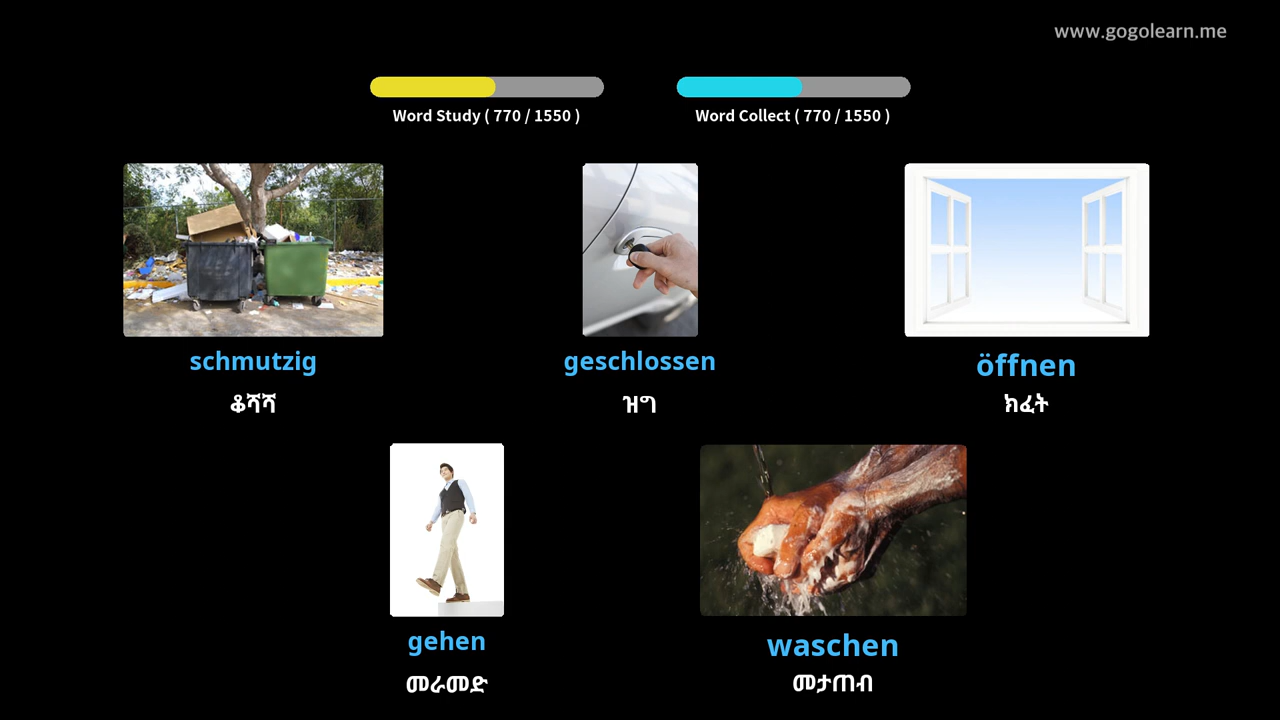 www.gogolearn.me
Word Study ( 770 / 1550 )
Word Collect ( 770 / 1550 )
schmutzig
ቆሻሻ
geschlossen
ዝግ
öffnen
ክፈት
gehen
መራመድ
waschen
መታጠብ